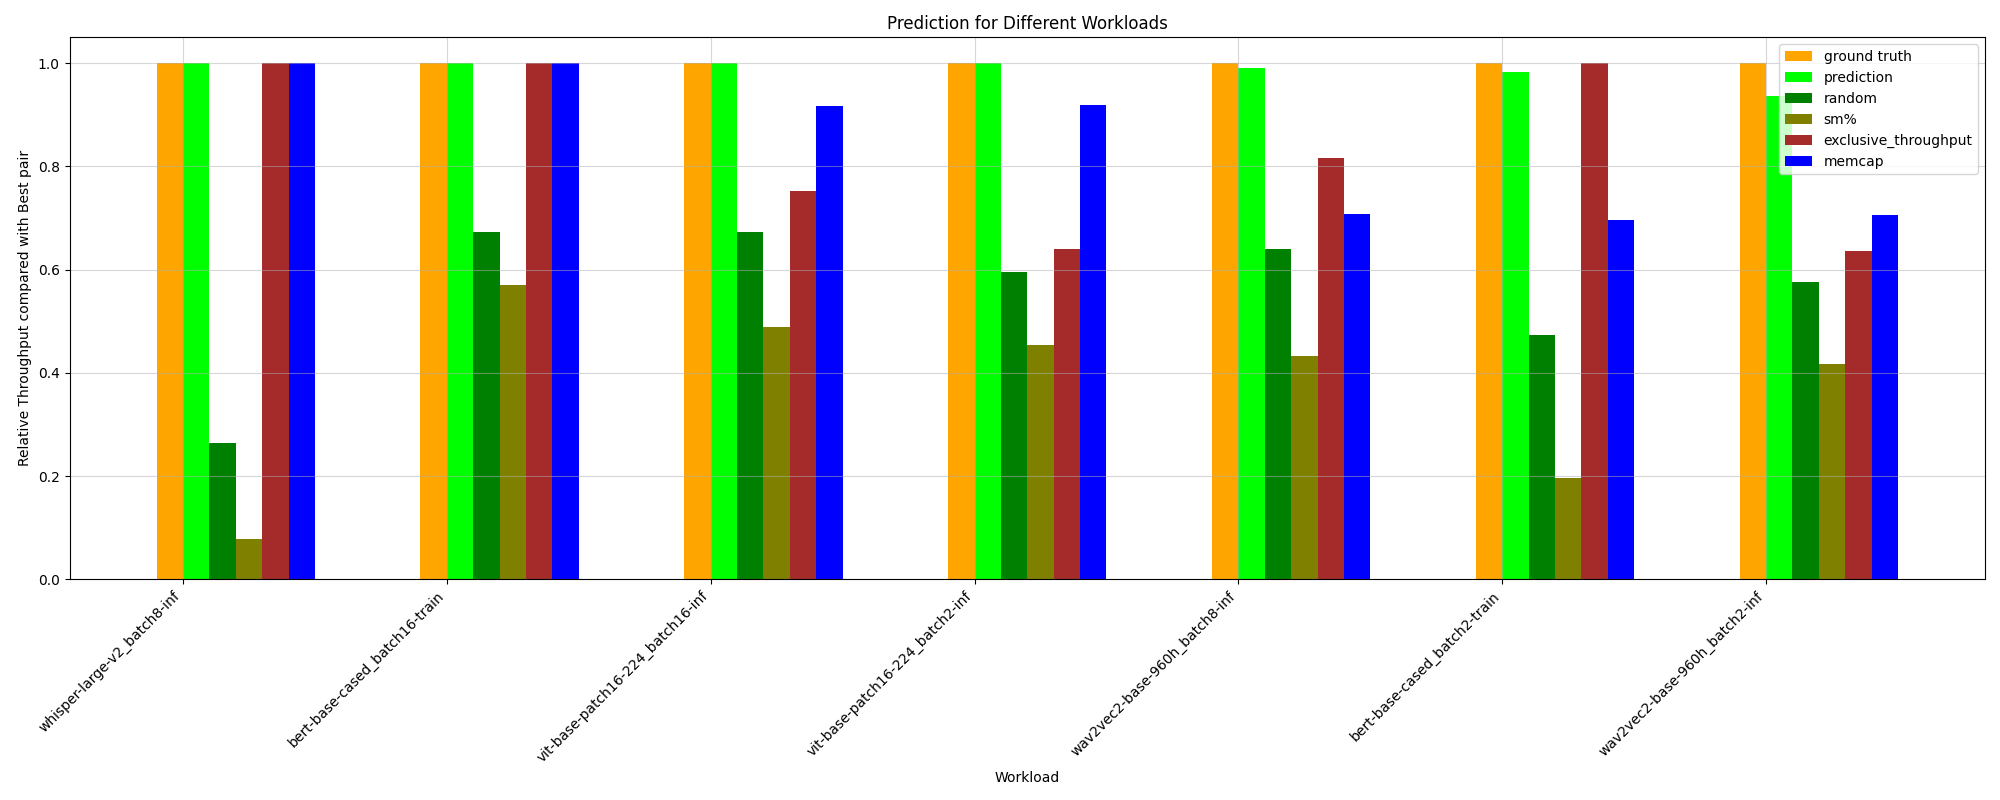 Prediction for Different Workloads
Relative Throughput compared with Best pair
1.0
0.8
0.6
0.4
0.2
0.0
ground truth
prediction
random
sm%
exclusive_throughput
memcap
whisper-large-v2_batch8-inf
bert-base-cased_batch16-train
vit-base-patch16-224_batch16-inf
vit-base-patch16-224_batch2-inf
wav2vec2-base-960h_batch8-inf
bert-base-cased_batch2-train
wav2vec2-base-960h_batch2-inf
Workload